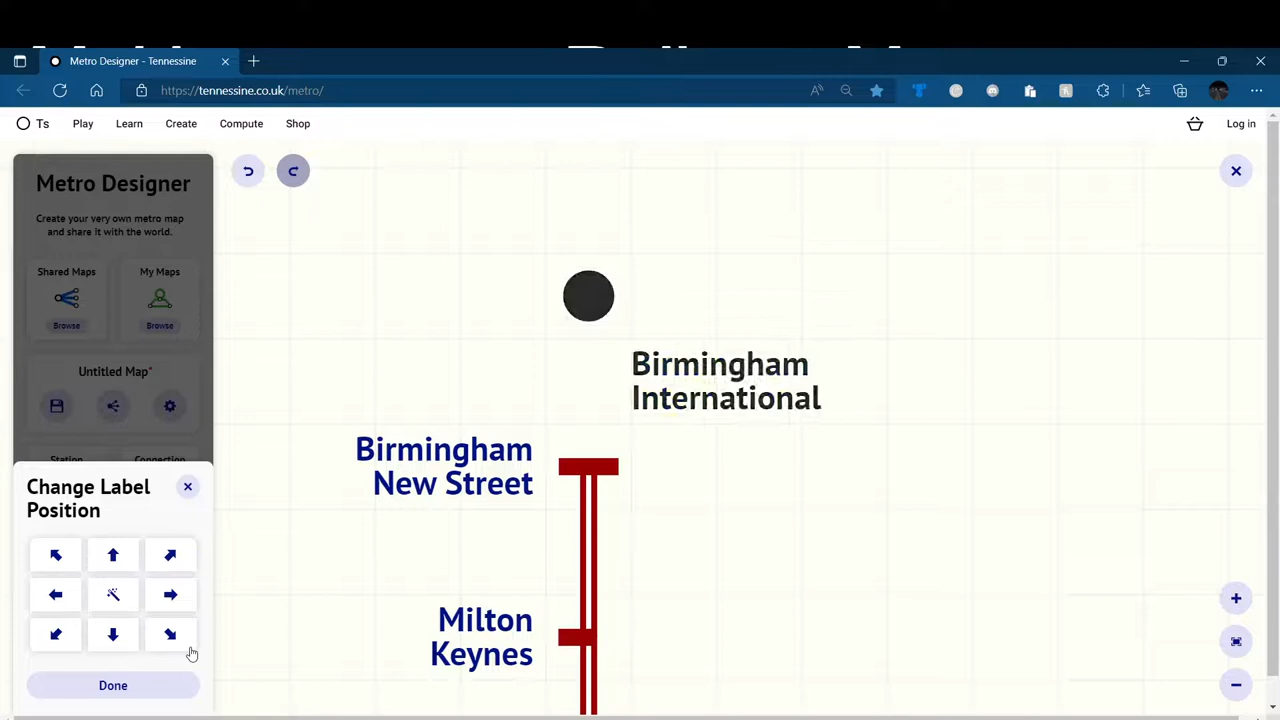 Metro Designer - Tennessine
https://tennessine.co.uk/metro/
Ts Play Learn Create Compute Shop Log in
Metro Designer
Create your very own metro map
and share it with the world.
Shared Maps My Maps
Browse Browse
Untitled Map*
Station Connection
Change Label
Position
Done
Birmingham
International
Birmingham
New Street
Milton
Keynes